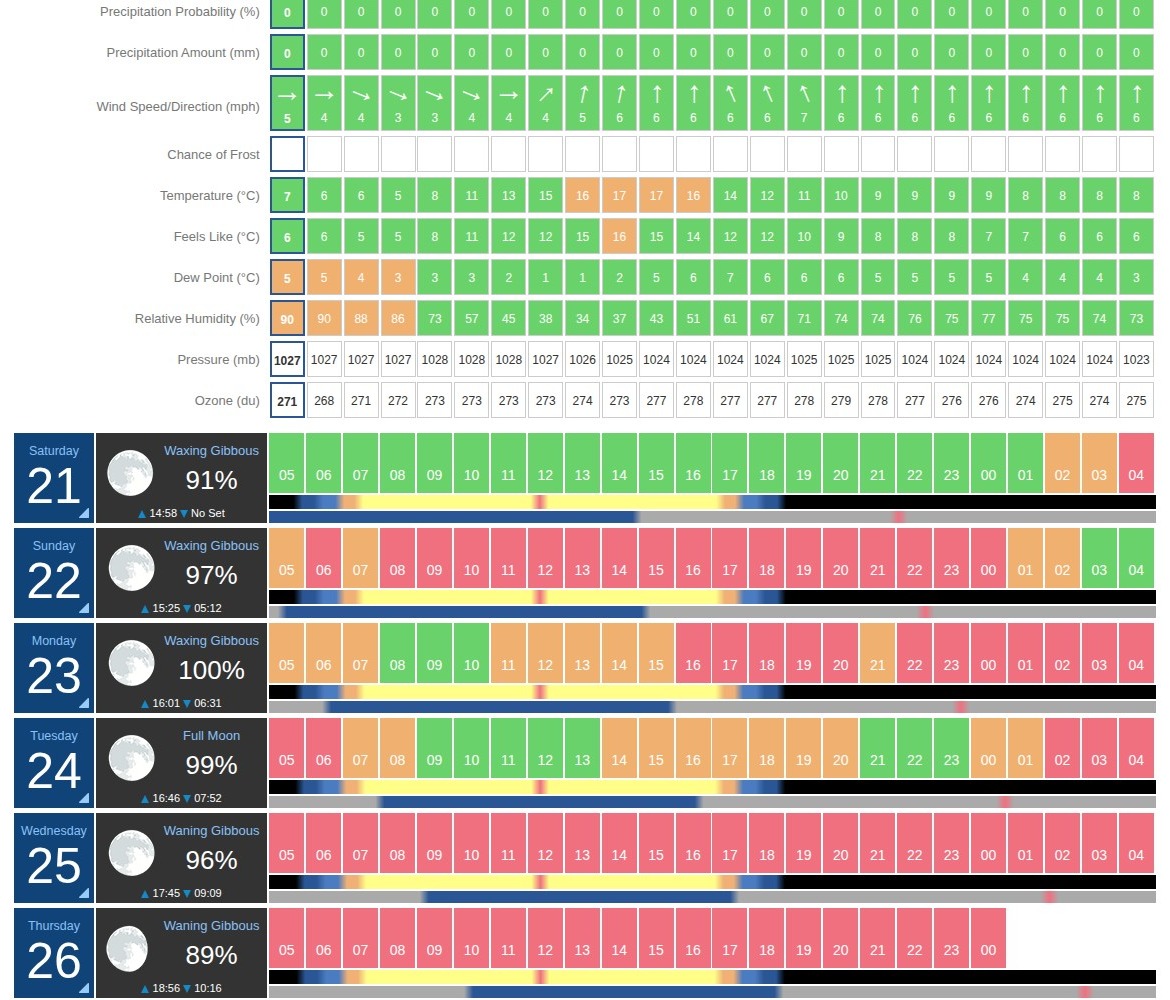 Precipitation Probability (%) 0 0 0 0 0 0 0 0 0 0 0 0 0 0 0 0 0 0 0 0 0 0 0 0
Precipitation Amount (mm) 0 0 0 0 0 0 0 0 0 0 0 0 0 0 0 0 0 0 0 0 0 0 0 0
Wind Speed/Direction (mph) 5 4 4 3 3 4 4 4 5 6 6 6 6 6 7 6 6 6 6 6 6 6 6 6
Chance of Frost
Temperature (°C) 7 6 6 5 8 11 13 15 16 17 17 16 14 12 11 10 9 9 9 9 8 8 8 8
Feels Like (°C) 6 6 5 5 8 11 12 12 15 16 15 14 12 12 10 9 8 8 8 7 7 6 6 6
Dew Point (°C) 5 5 4 3 3 3 2 1 1 2 5 6 7 6 6 6 5 5 5 5 4 4 4 3
Relative Humidity (%) 90 90 88 86 73 57 45 38 34 37 43 51 61 67 71 74 74 76 75 77 75 75 74 73
Pressure (mb) 1027 1027 1027 1027 1028 1028 1028 1027 1026 1025 1024 1024 1024 1024 1025 1025 1025 1024 1024 1024 1024 1024 1024 1023
Ozone (du) 271 268 271 272 273 273 273 273 274 273 277 278 277 277 278 279 278 277 276 276 274 275 274 275
Saturday Waxing Gibbous
21 91% 05 06 07 08 09 10 11 12 13 14 15 16 17 18 19 20 21 22 23 00 01 02 03 04
14:58 No Set
Sunday Waxing Gibbous
22 97% 05 06 07 08 09 10 11 12 13 14 15 16 17 18 19 20 21 22 23 00 01 02 03 04
15:25 05:12
Monday Waxing Gibbous
23 100% 05 06 07 08 09 10 11 12 13 14 15 16 17 18 19 20 21 22 23 00 01 02 03 04
16:01 06:31
Tuesday Full Moon
24 99% 05 06 07 08 09 10 11 12 13 14 15 16 17 18 19 20 21 22 23 00 01 02 03 04
16:46 07:52
Wednesday Waning Gibbous
25 96% 05 06 07 08 09 10 11 12 13 14 15 16 17 18 19 20 21 22 23 00 01 02 03 04
17:45 09:09
Thursday Waning Gibbous
26 89% 05 06 07 08 09 10 11 12 13 14 15 16 17 18 19 20 21 22 23 00
18:56 10:16